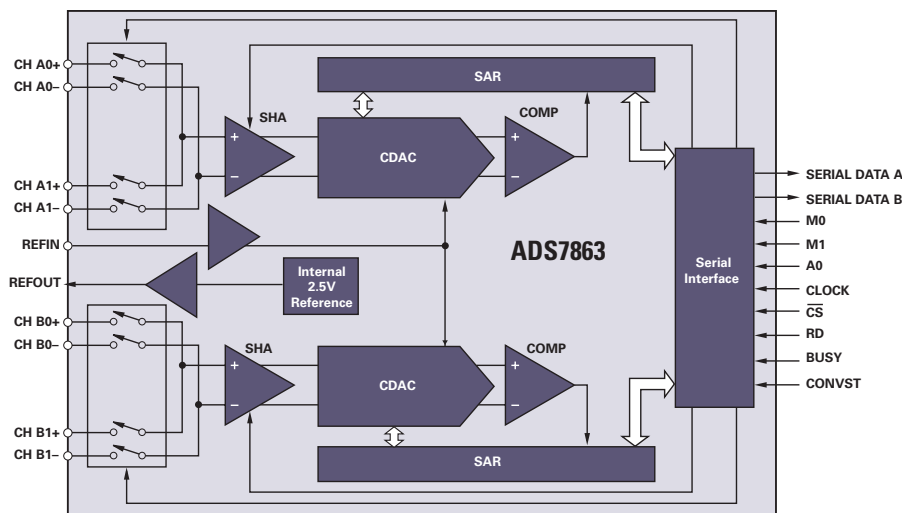 CH A0+
CH A0–
CH A1+
CH A1–
REFIN
REFOUT
CH B0+
CH B0–
CH B1+
CH B1–
SHA
+
–
SAR
CDAC
COMP
+
–
Internal
2.5V
Reference
ADS7863
SHA
+
–
CDAC
COMP
+
–
SAR
Serial
Interface
SERIAL DATA A
SERIAL DATA B
M0
M1
A0
CLOCK
C̅S̅
RD
BUSY
CONVST